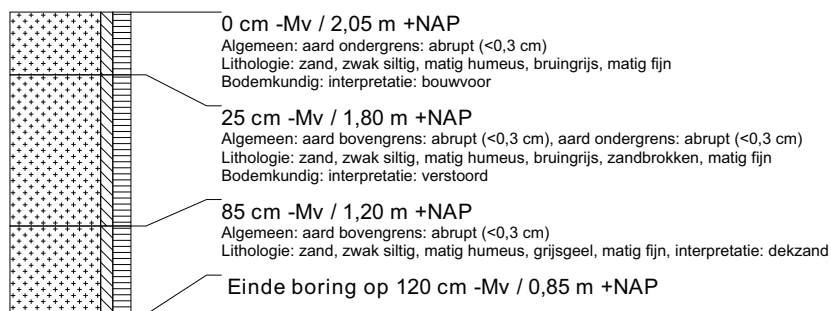 0 cm -Mv / 2,05 m +NAP
Algemeen: aard ondergrens: abrupt (<0,3 cm)
Lithologie: zand, zwak siltig, matig humeus, bruingrijs, matig fijn
Bodemkundig: interpretatie: bouwvoor
25 cm -Mv / 1,80 m +NAP
Algemeen: aard bovengrens: abrupt (<0,3 cm), aard ondergrens: abrupt (<0,3 cm)
Lithologie: zand, zwak siltig, matig humeus, bruingrijs, zandbrokken, matig fijn
Bodemkundig: interpretatie: verstoord
85 cm -Mv / 1,20 m +NAP
Algemeen: aard bovengrens: abrupt (<0,3 cm)
Lithologie: zand, zwak siltig, matig humeus, grijsgeel, matig fijn, interpretatie: dekzand
Einde boring op 120 cm -Mv / 0,85 m +NAP